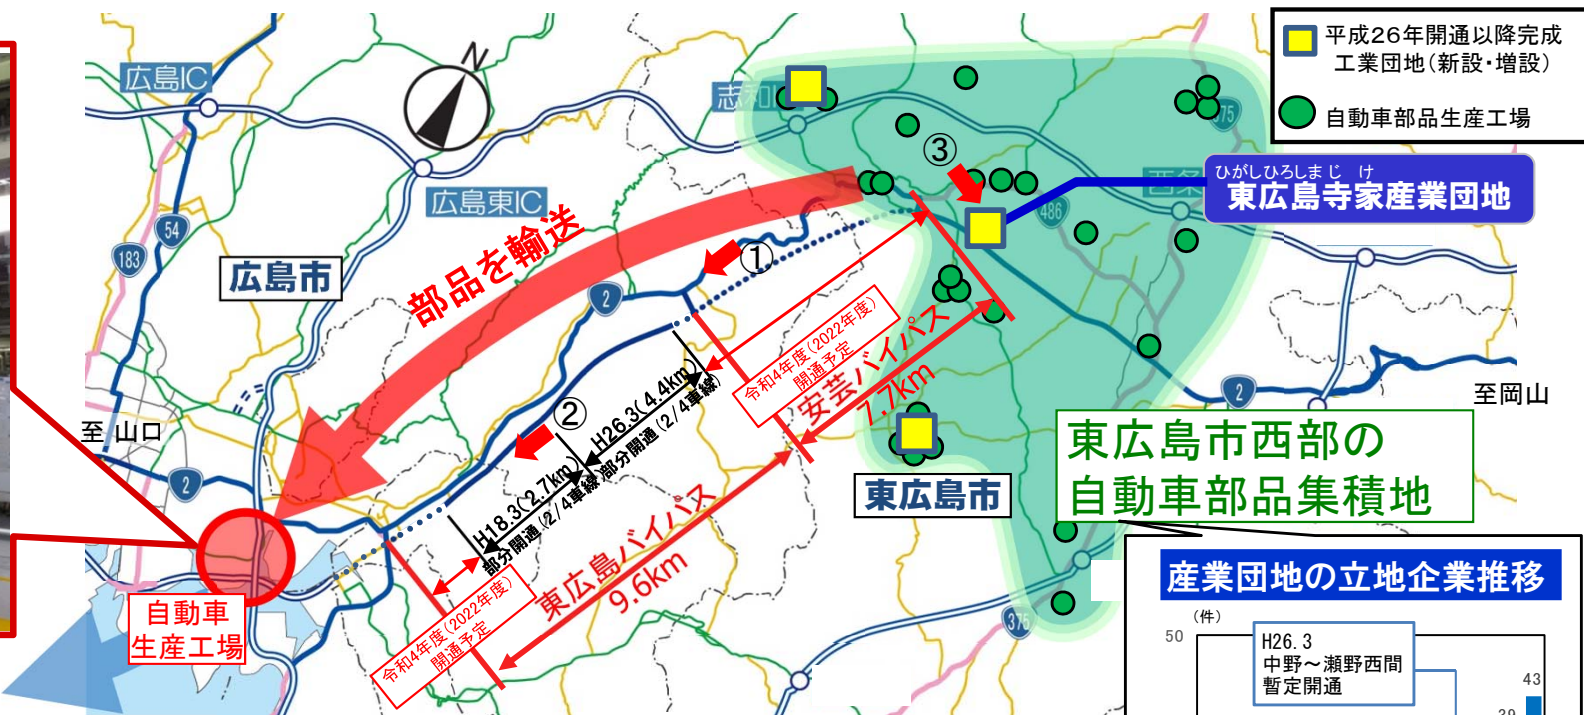 平成26年開通以降完成
工業団地(新設・増設)
自動車部品生産工場
N
広島IC
志和
375
③
ひがしひろしまじけ
東広島寺家産業団地
広島東IC
西条
486
54
183
広島市
部品を輸送
①
2
令和4年度(2022年度)
開通予定
安芸バイパス
7.7km
2
至岡山
至 山口
②
H26.3(4.4km)
部分開通(2/4車線)
H18.3(2.7km)
部分開通(2/4車線)
東広島市西部の
自動車部品集積地
東広島市
2
東広島バイパス
9.6km
令和4年度(2022年度)
開通予定
自動車
生産工場
375
産業団地の立地企業推移
(件)
50
H26.3
中野～瀬野西間
暫定開通
43
39